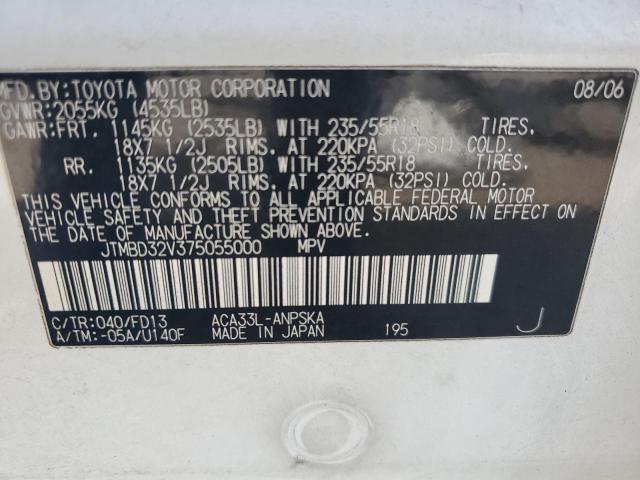 MFD. BY: TOYOTA MOTOR CORPORATION 08/06
GVWR: 2055KG (4535LB)
GAWR: FRT. 1145KG (2535LB) WITH 235/55R18 TIRES,
18X7 1/2J RIMS, AT 220KPA (32PSI) COLD.
RR. 1135KG (2505LB) WITH 235/55R18 TIRES,
18X7 1/2J RIMS, AT 220KPA (32PSI) COLD.
THIS VEHICLE CONFORMS TO ALL APPLICABLE FEDERAL MOTOR
VEHICLE SAFETY AND THEFT PREVENTION STANDARDS IN EFFECT ON
THE DATE OF MANUFACTURE SHOWN ABOVE.
JTMBD32V375055000 MPV
C/TR: 040/FD13 ACA33L-ANPSKA
A/TM: -05A/U140F MADE IN JAPAN 195 J